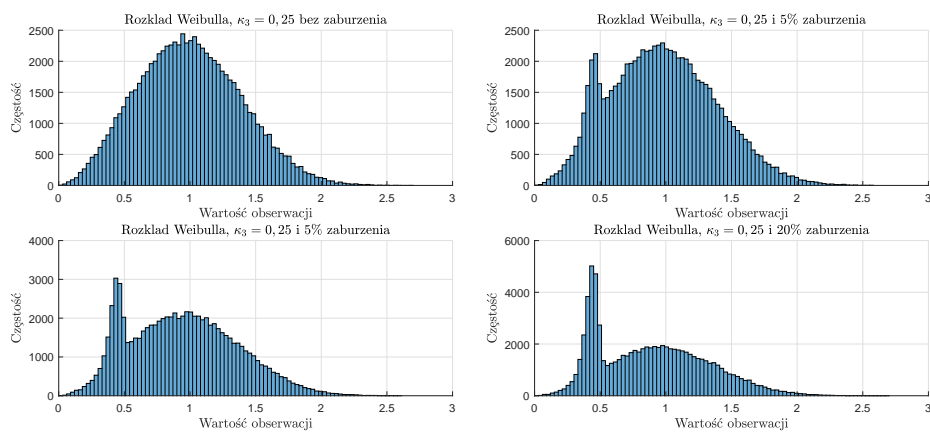 Rozklad Weibulla, κ₃ = 0, 25 bez zaburzenia
2500
2000
1500
1000
500
0
Częstość
0 0.5 1 1.5 2 2.5 3
Wartość obserwacji
Rozklad Weibulla, κ₃ = 0, 25 i 5% zaburzenia
2500
2000
1500
1000
500
0
Częstość
0 0.5 1 1.5 2 2.5 3
Wartość obserwacji
Rozklad Weibulla, κ₃ = 0, 25 i 5% zaburzenia
4000
3000
2000
1000
0
Częstość
0 0.5 1 1.5 2 2.5 3
Wartość obserwacji
Rozklad Weibulla, κ₃ = 0, 25 i 20% zaburzenia
6000
4000
2000
0
Częstość
0 0.5 1 1.5 2 2.5 3
Wartość obserwacji